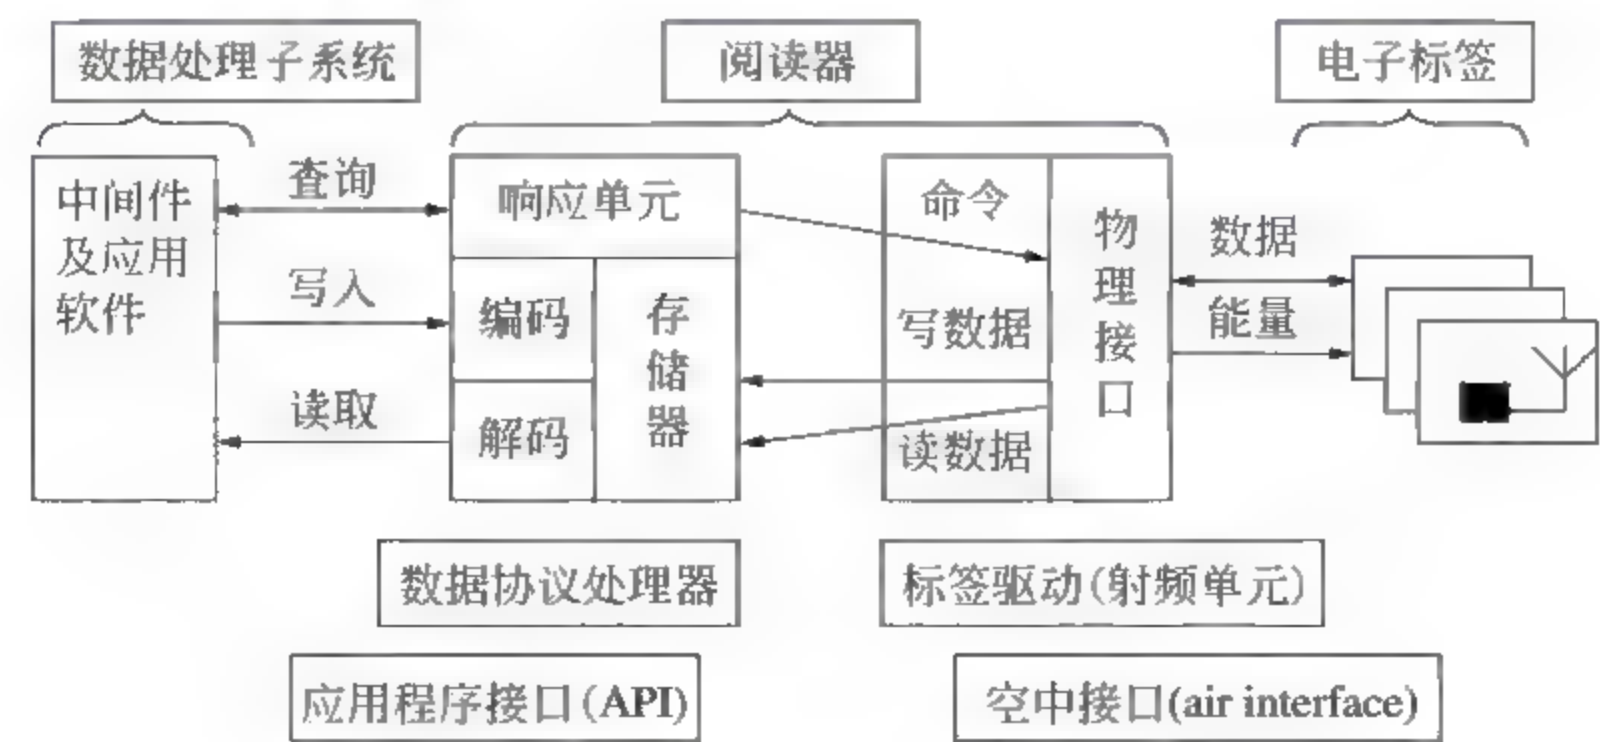 数据处理子系统
阅读器
电子标签
中间件
及应用
软件
查询
写入
读取
响应单元
编码
解码
存储器
命令
写数据
读数据
物理接口
数据
能量
数据协议处理器
标签驱动(射频单元)
应用程序接口(API)
空中接口(air interface)